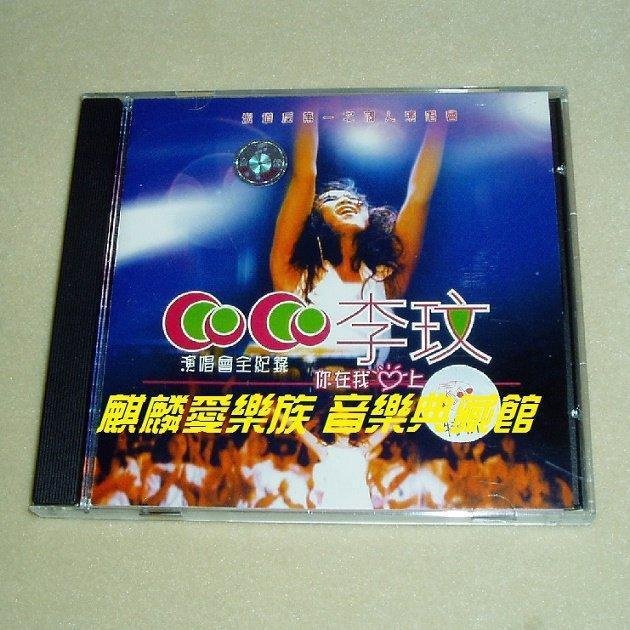 CoCo李玟
演唱會全紀錄
你在我上
麒麟愛樂族 音樂典藏館